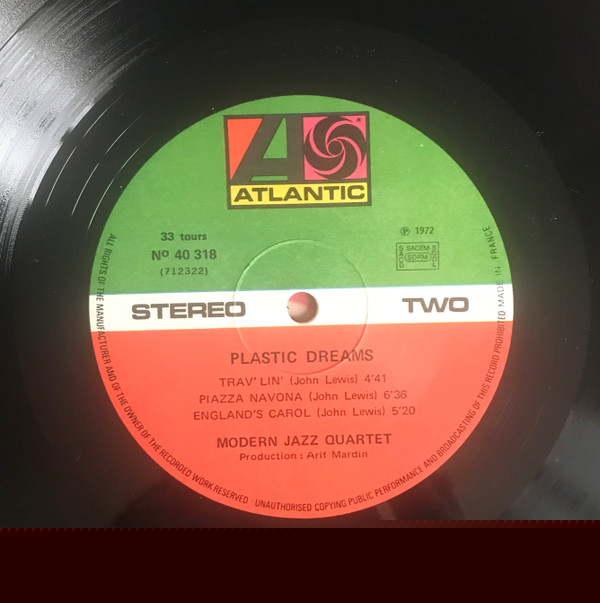 ATLANTIC
33 tours
Nº 40 318
(712322)
℗ 1972
SACEM
SDRM
STEREO
TWO
PLASTIC DREAMS
TRAV' LIN' (John Lewis) 4'41
PIAZZA NAVONA (John Lewis) 6'36
ENGLAND'S CAROL (John Lewis) 5'20
MODERN JAZZ QUARTET
Production : Arif Mardin
ALL RIGHTS OF THE MANUFACTURER AND OF THE OWNER OF THE RECORDED WORK RESERVED · UNAUTHORISED COPYING PUBLIC PERFORMANCE AND BROADCASTING OF THIS RECORD PROHIBITED MADE IN FRANCE